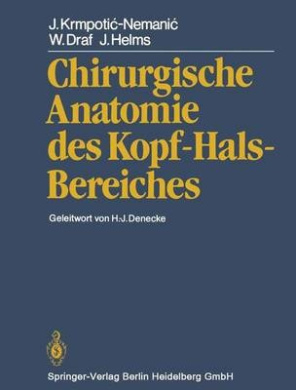 J. Krmpotić-Nemanić
W. Draf J. Helms
Chirurgische
Anatomie
des Kopf-Hals-
Bereiches
Geleitwort von H.-J. Denecke
Springer-Verlag Berlin Heidelberg GmbH